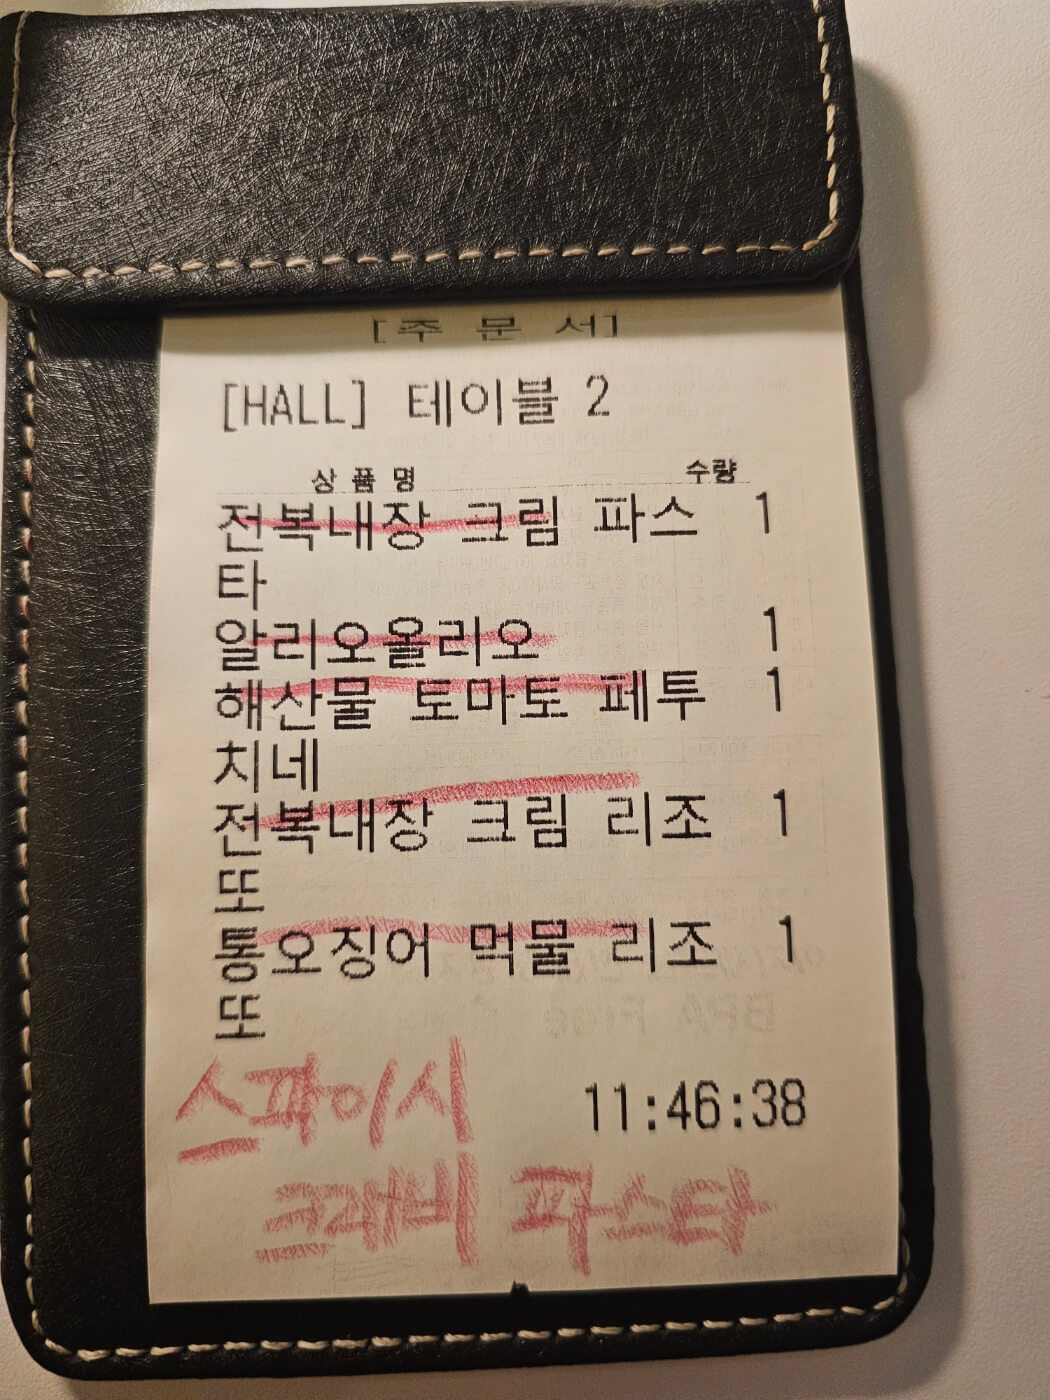 [주 문 서]
[HALL] 테이블 2
상 품 명 수량
전복내장 크림 파스 1
타
알리오올리오 1
해산물 토마토 페투 1
치네
전복내장 크림 리조 1
또
통오징어 먹물 리조 1
또
스파이시
11:46:38
크래비 파스타